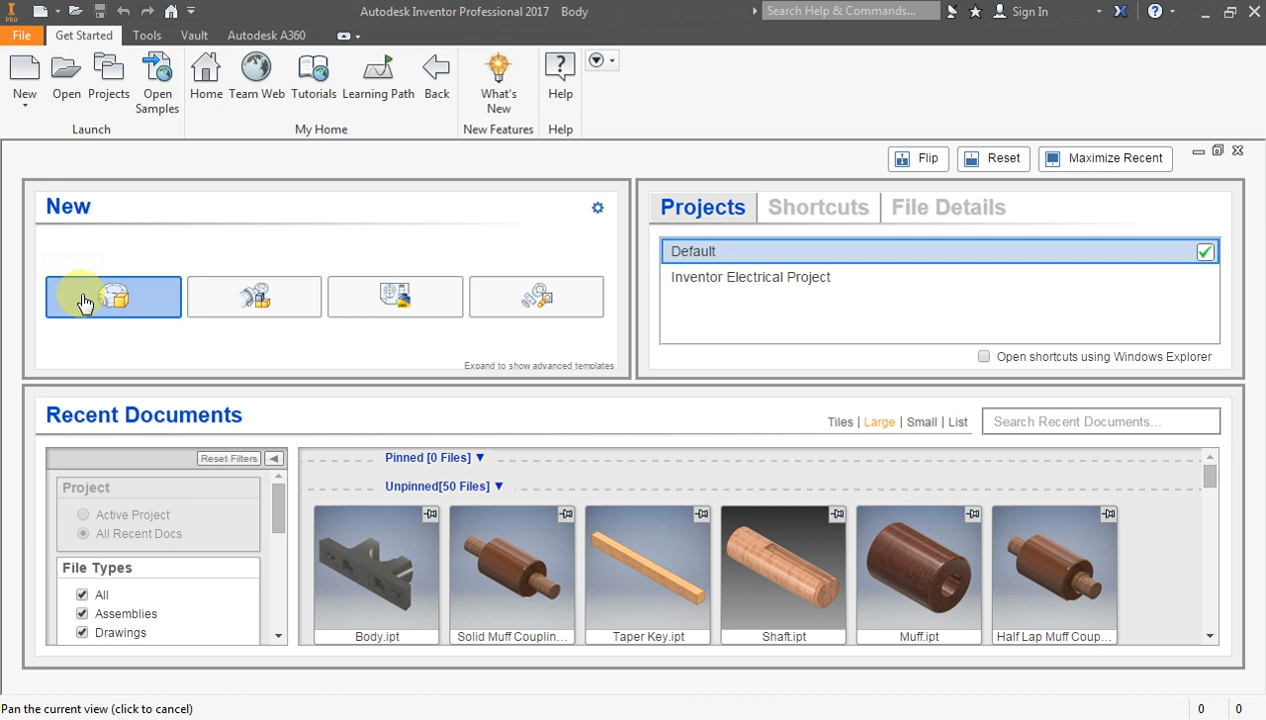 PRO
Autodesk Inventor Professional 2017 Body
Search Help & Commands...
Sign In
File
Get Started
Tools
Vault
Autodesk A360
New
Open
Projects
Open
Samples
Home
Team Web
Tutorials
Learning Path
Back
What's
New
Help
Launch
My Home
New Features
Help
Flip
Reset
Maximize Recent
New
Expand to show advanced templates
Projects
Shortcuts
File Details
Default
Inventor Electrical Project
Open shortcuts using Windows Explorer
Recent Documents
Tiles | Large | Small | List
Search Recent Documents...
Reset Filters
Project
Active Project
All Recent Docs
File Types
All
Assemblies
Drawings
Pinned [0 Files]
Unpinned[50 Files]
Body.ipt
Solid Muff Couplin...
Taper Key.ipt
Shaft.ipt
Muff.ipt
Half Lap Muff Coup...
Pan the current view (click to cancel)
0
0